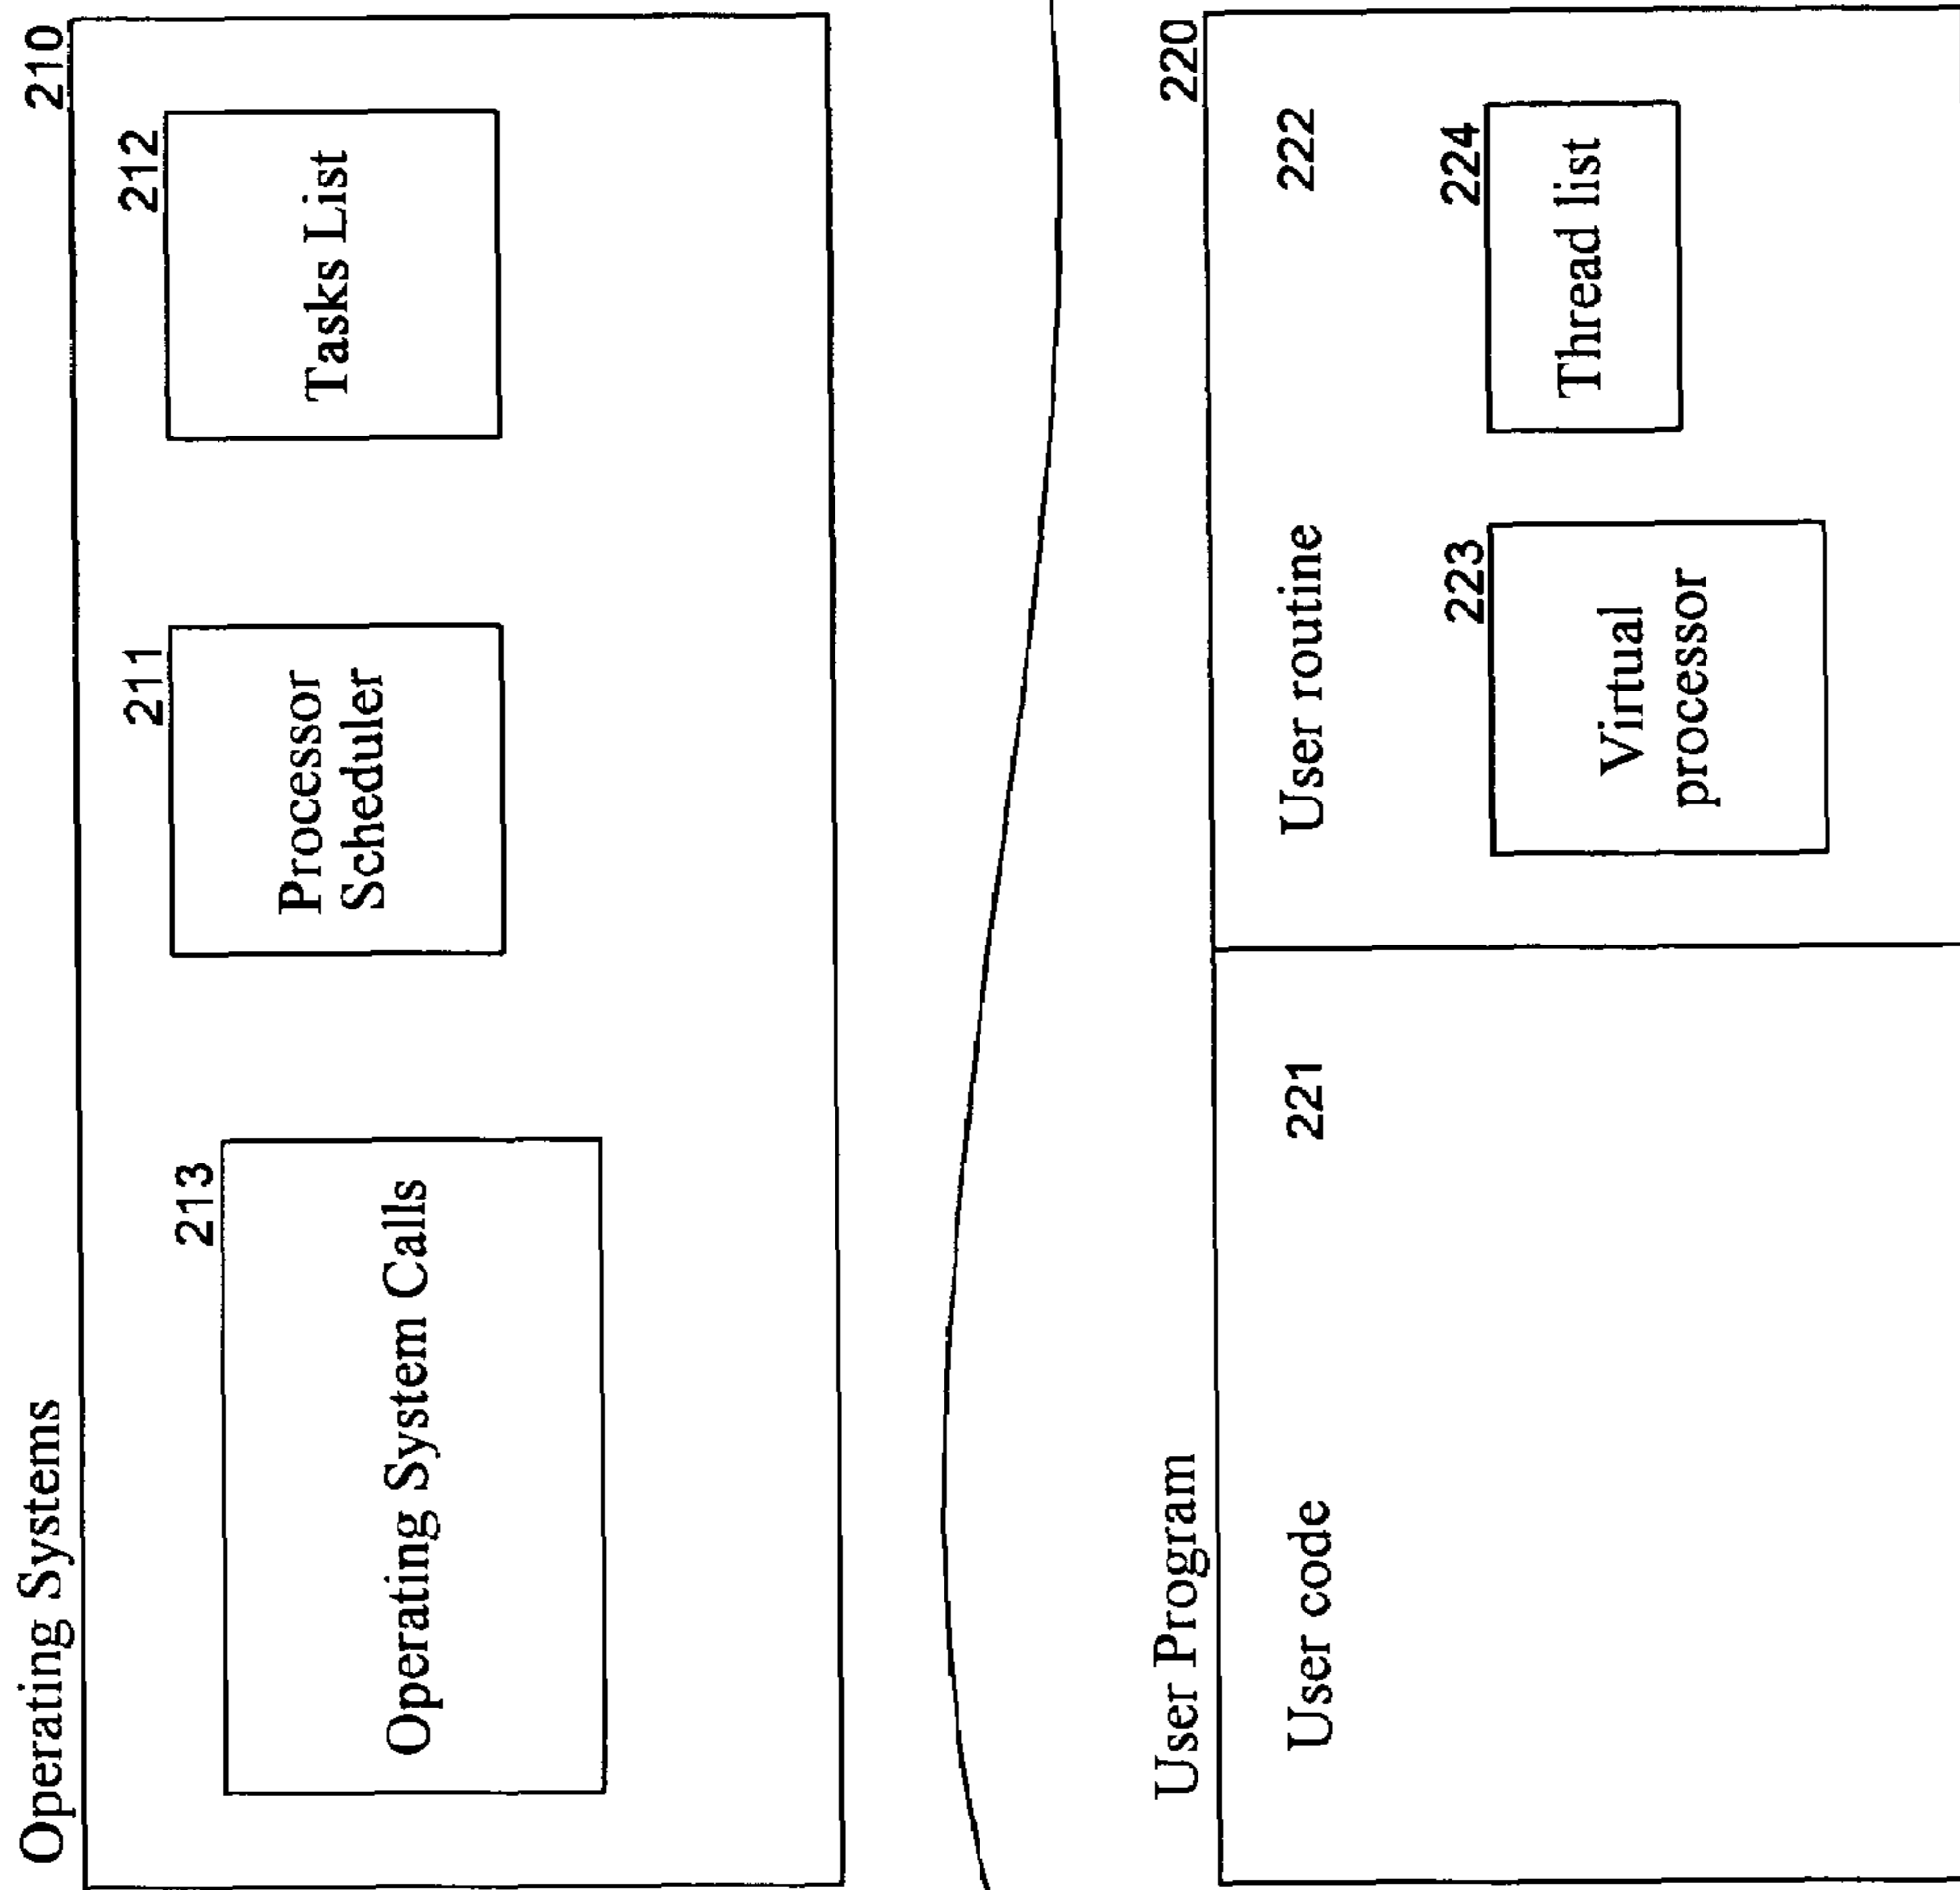 Operating Systems
210
213
Operating System Calls
211
Processor
Scheduler
212
Tasks List
User Program
220
User code
221
User routine
222
223
Virtual
processor
224
Thread list